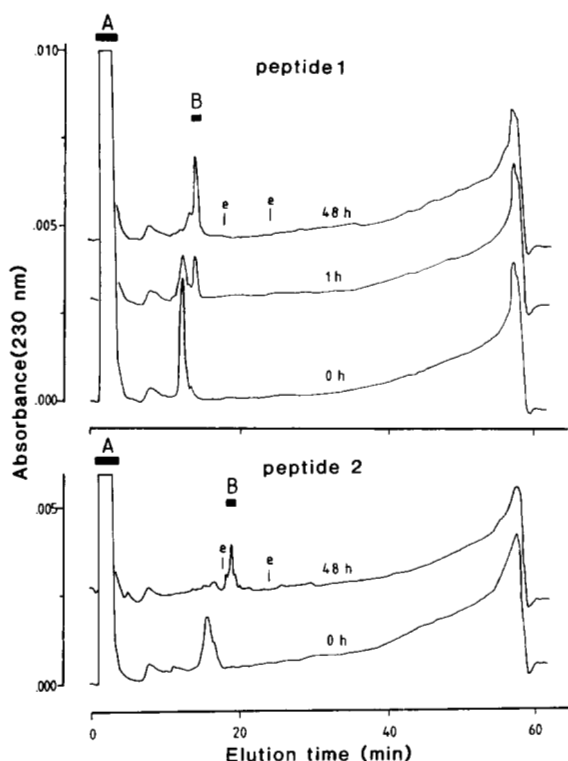 A
.010
peptide 1
B
e
e
48 h
.005
1 h
.000
0 h
Absorbance(230 nm)
A
peptide 2
B
.005
e
e
48 h
0 h
.000
0
20
40
60
Elution time (min)